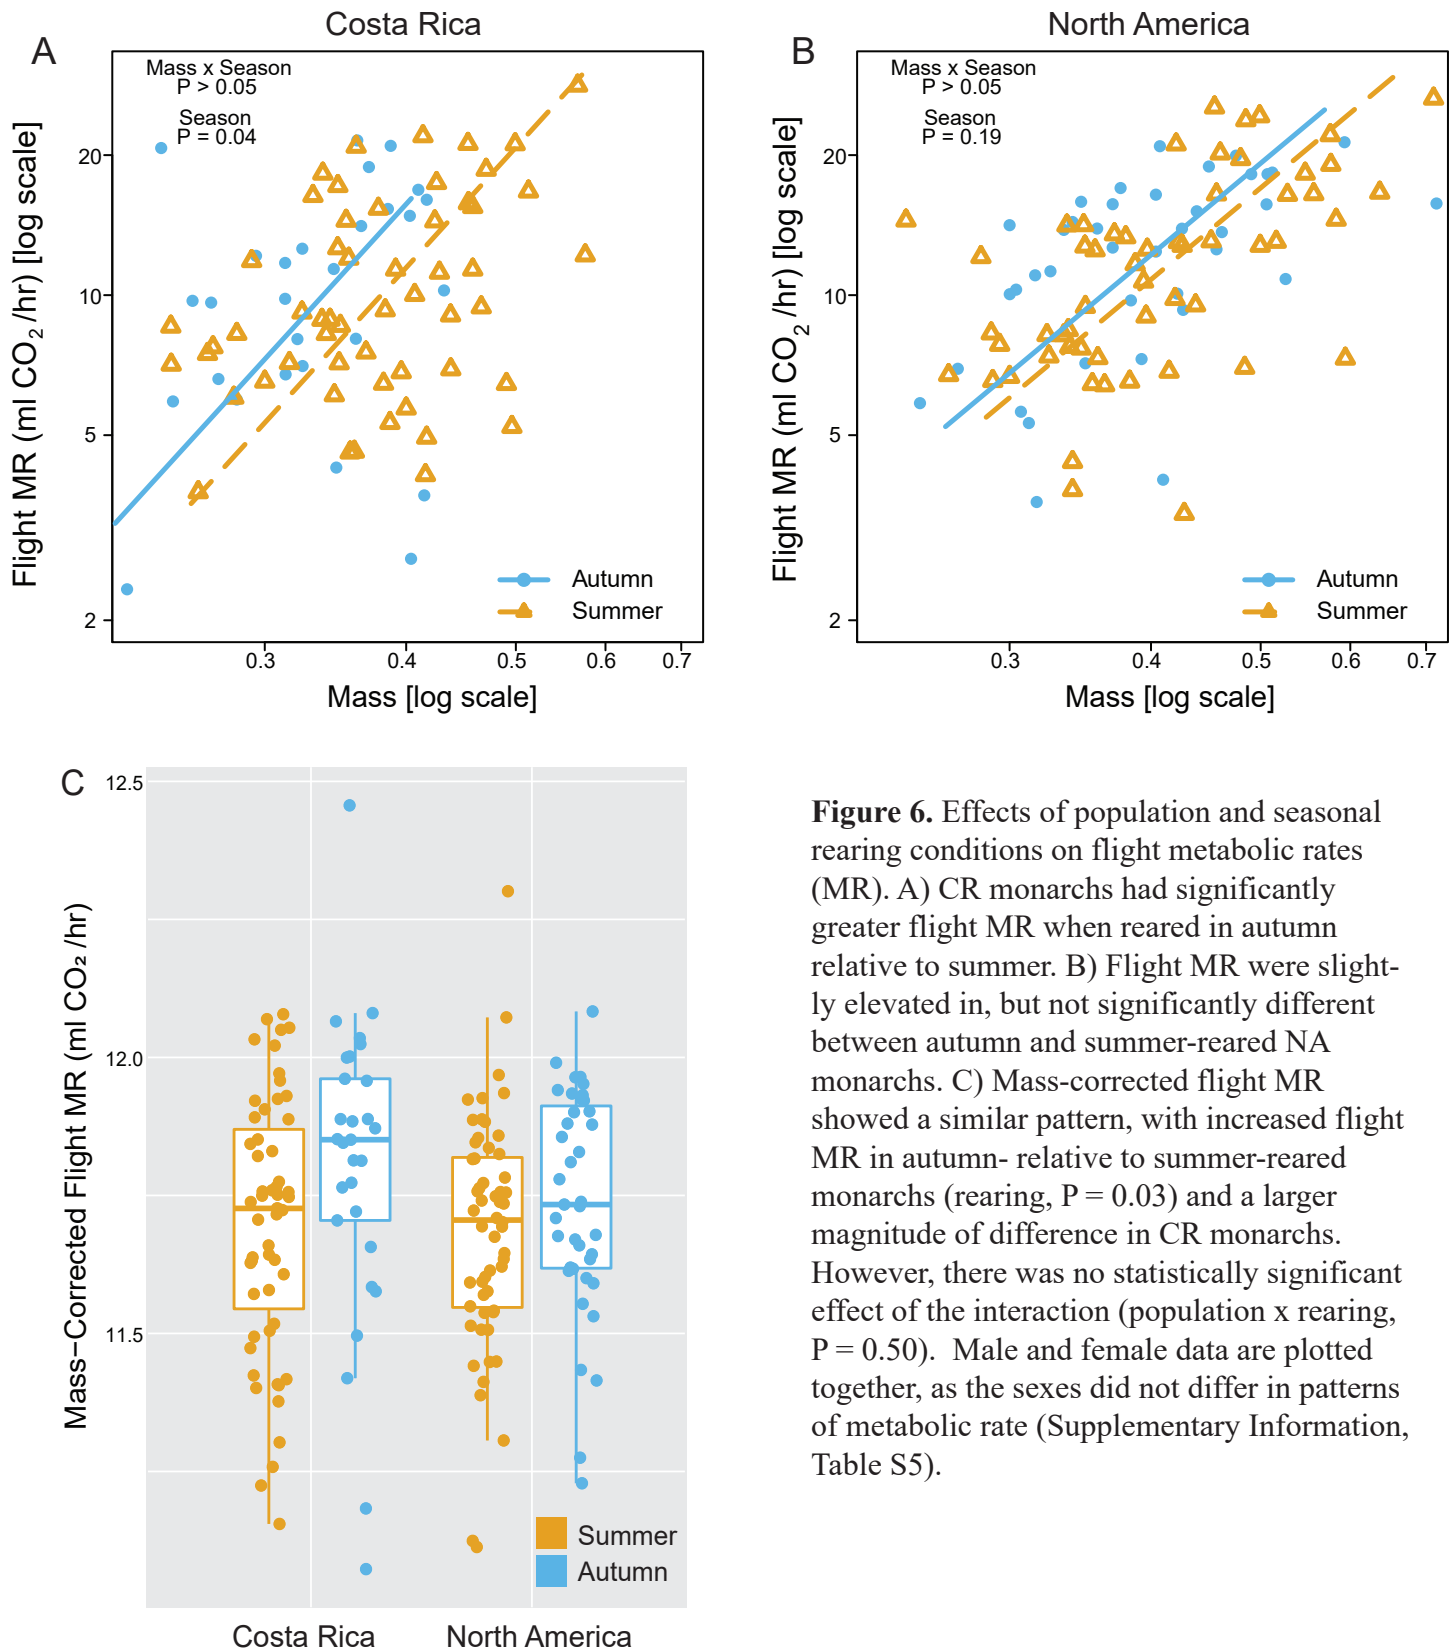 Costa Rica
A
Mass x Season
P > 0.05
Season
P = 0.04
Flight MR (ml CO2 /hr) [log scale]
20
10
5
2
0.3 0.4 0.5 0.6 0.7
Mass [log scale]
Autumn
Summer
North America
B
Mass x Season
P > 0.05
Season
P = 0.19
Flight MR (ml CO2 /hr) [log scale]
20
10
5
2
0.3 0.4 0.5 0.6 0.7
Mass [log scale]
Autumn
Summer
C
Mass−Corrected Flight MR (ml CO₂ /hr)
12.5
12.0
11.5
Summer
Autumn
Costa Rica North America
Figure 6. Effects of population and seasonal
rearing conditions on flight metabolic rates
(MR). A) CR monarchs had significantly
greater flight MR when reared in autumn
relative to summer. B) Flight MR were slight-
ly elevated in, but not significantly different
between autumn and summer-reared NA
monarchs. C) Mass-corrected flight MR
showed a similar pattern, with increased flight
MR in autumn- relative to summer-reared
monarchs (rearing, P = 0.03) and a larger
magnitude of difference in CR monarchs.
However, there was no statistically significant
effect of the interaction (population x rearing,
P = 0.50).  Male and female data are plotted
together, as the sexes did not differ in patterns
of metabolic rate (Supplementary Information,
Table S5).